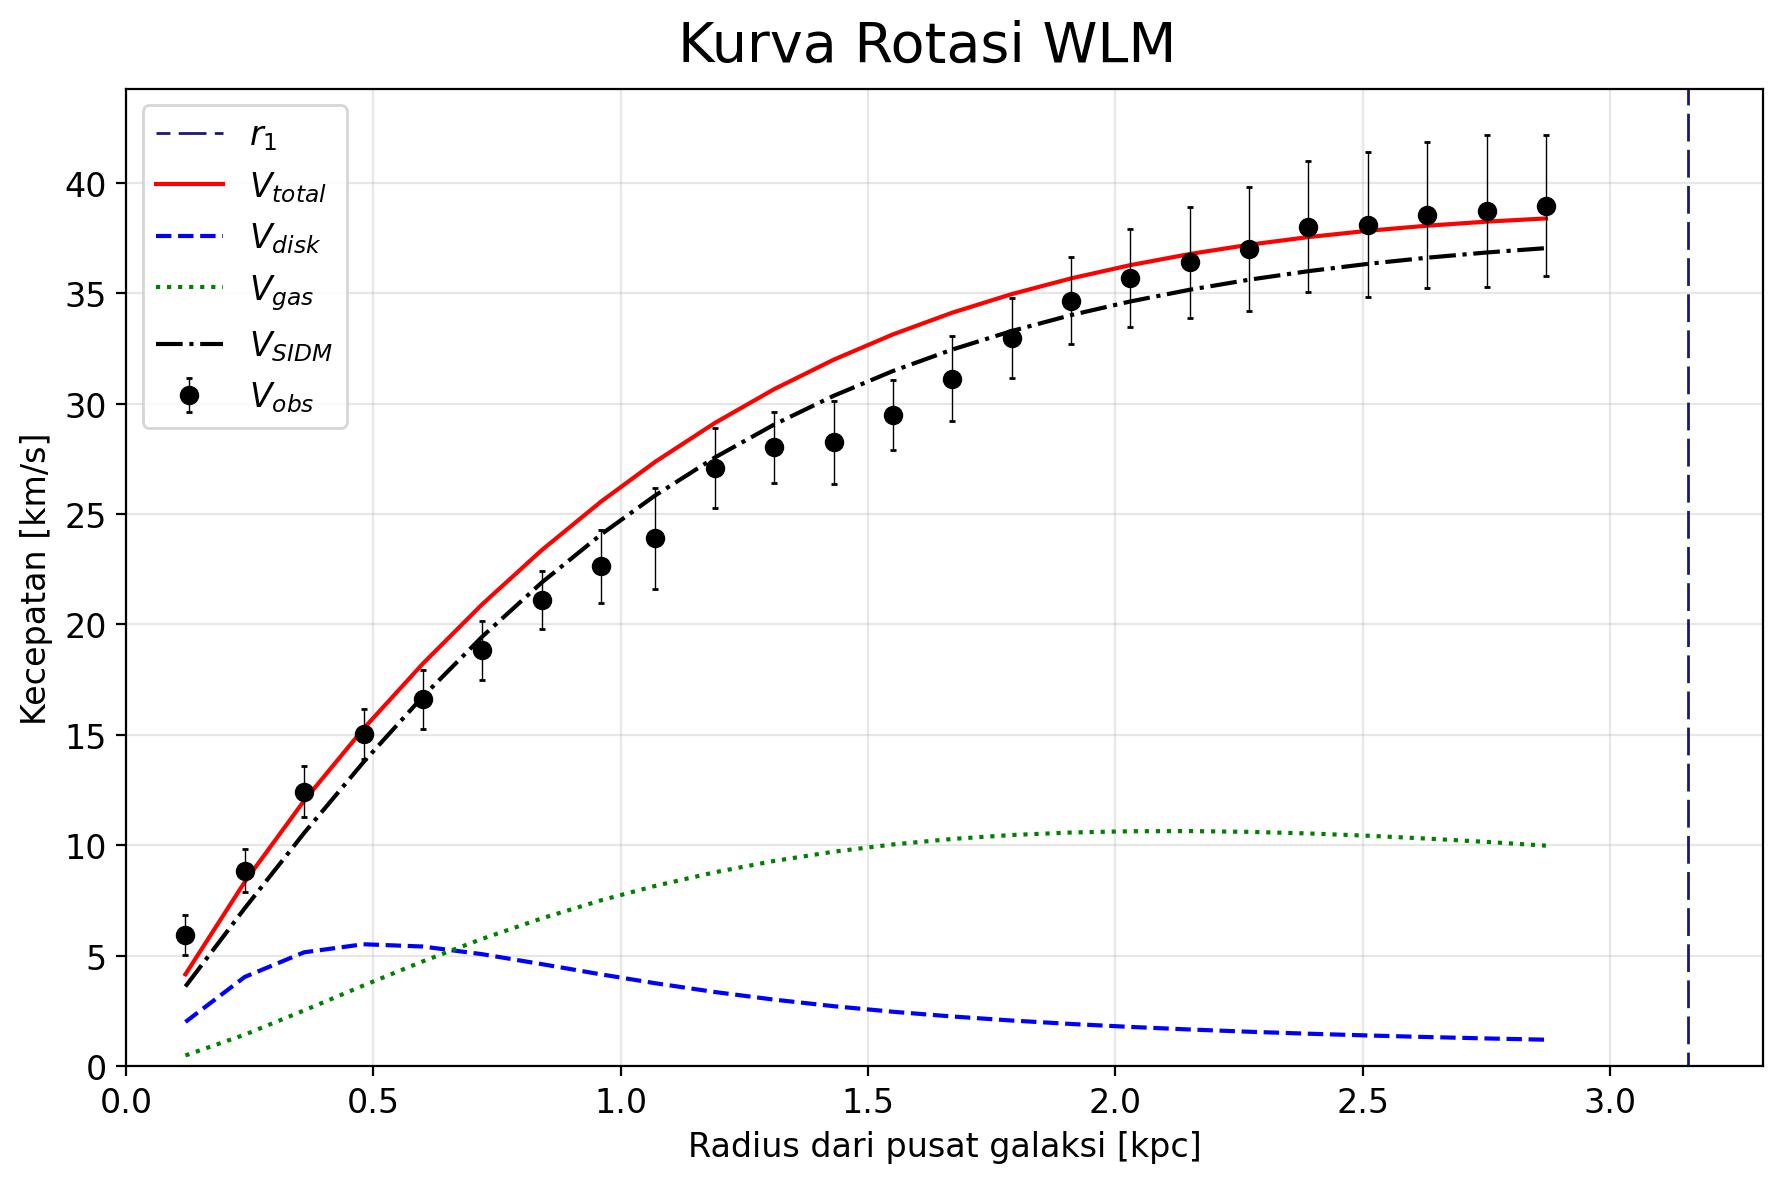 Kurva Rotasi WLM
r1
Vtotal
Vdisk
Vgas
VSIDM
Vobs
Kecepatan [km/s]
40
35
30
25
20
15
10
5
0
0.0 0.5 1.0 1.5 2.0 2.5 3.0
Radius dari pusat galaksi [kpc]